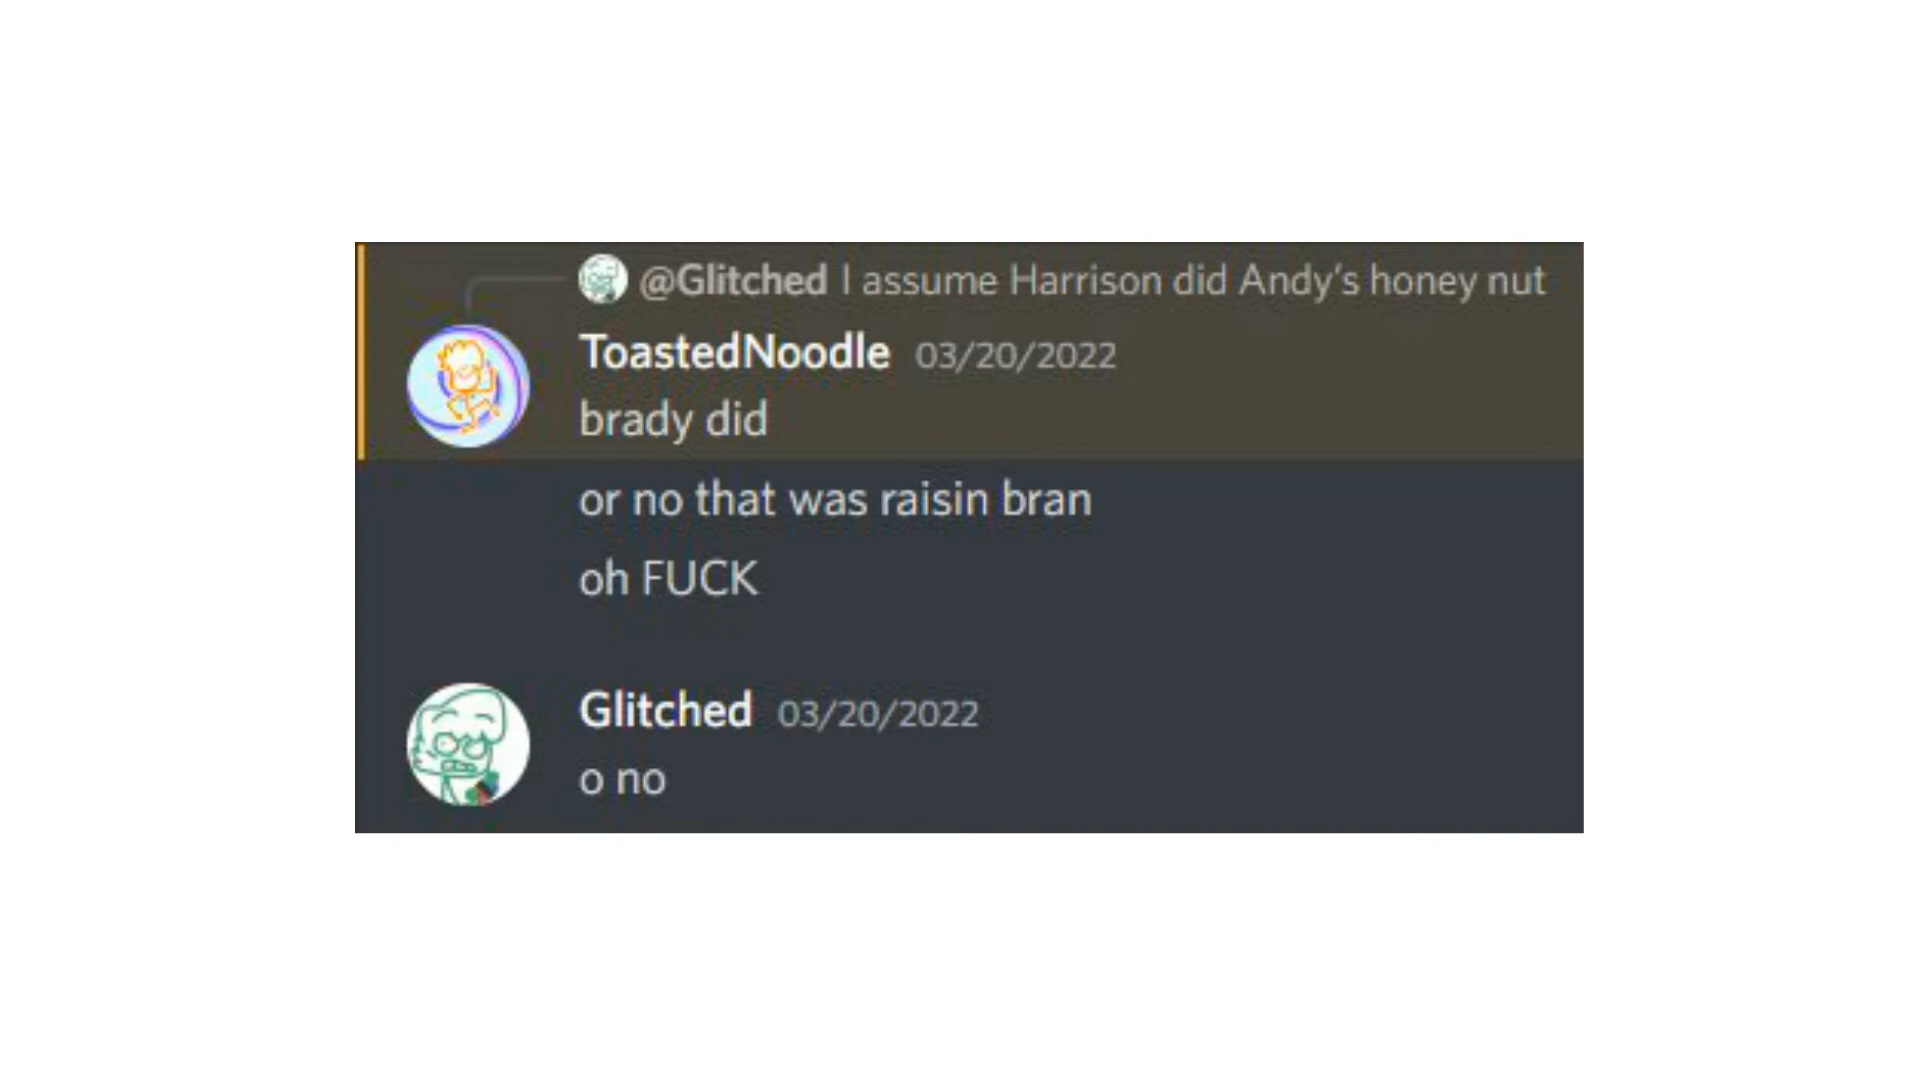 @Glitched I assume Harrison did Andy's honey nut
ToastedNoodle 03/20/2022
brady did
or no that was raisin bran
oh FUCK
Glitched 03/20/2022
o no